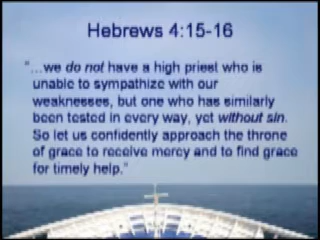 Hebrews 4:15-16
“…we do not have a high priest who is
unable to sympathize with our
weaknesses, but one who has similarly
been tested in every way, yet without sin.
So let us confidently approach the throne
of grace to receive mercy and to find grace
for timely help.”